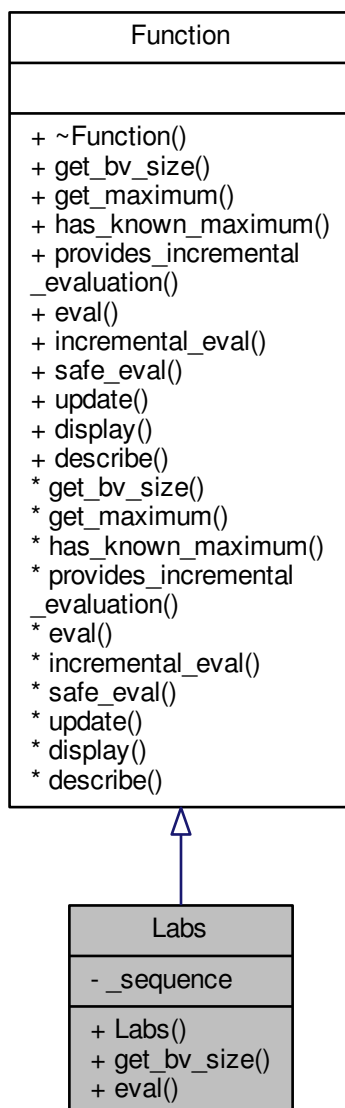 Function
+ ~Function()
+ get_bv_size()
+ get_maximum()
+ has_known_maximum()
+ provides_incremental
_evaluation()
+ eval()
+ incremental_eval()
+ safe_eval()
+ update()
+ display()
+ describe()
* get_bv_size()
* get_maximum()
* has_known_maximum()
* provides_incremental
_evaluation()
* eval()
* incremental_eval()
* safe_eval()
* update()
* display()
* describe()
Labs
- _sequence
+ Labs()
+ get_bv_size()
+ eval()